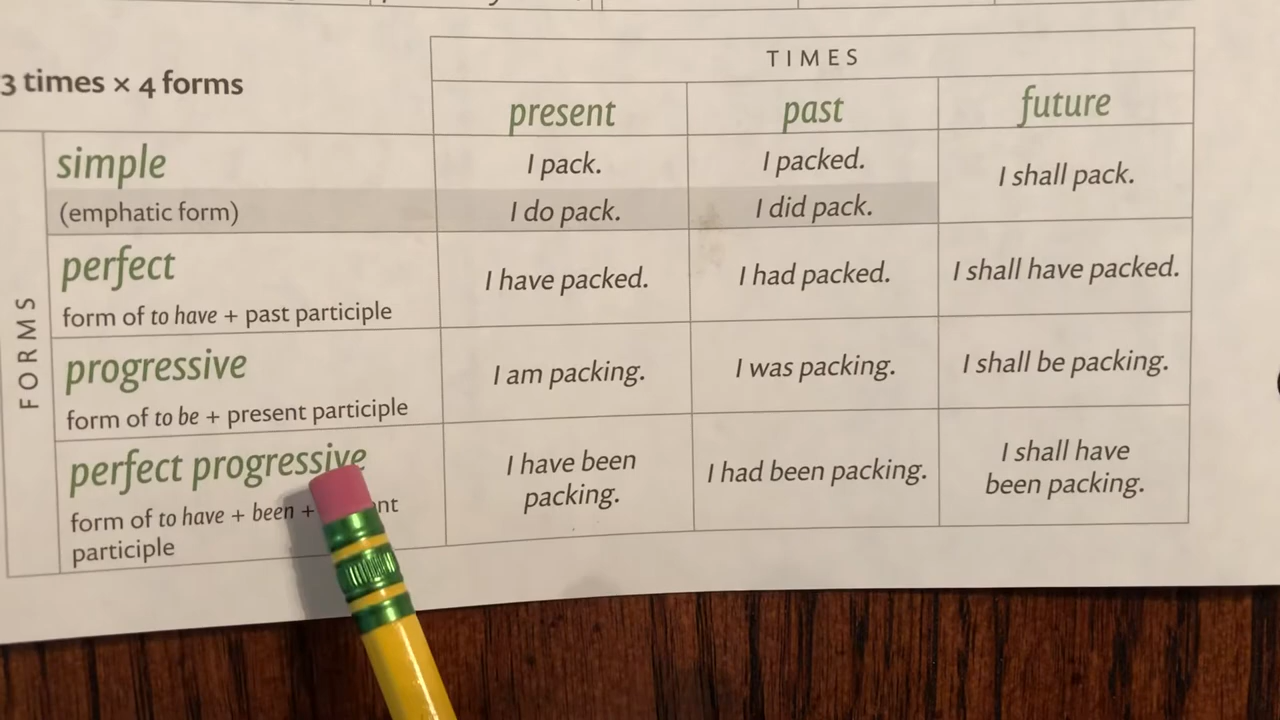 TIMES
3 times × 4 forms
present past future
FORMS
simple I pack. I packed. I shall pack.
(emphatic form) I do pack. I did pack.
perfect I have packed. I had packed. I shall have packed.
form of to have + past participle
progressive I am packing. I was packing. I shall be packing.
form of to be + present participle
perfect progressive
I have been
packing.
I had been packing.
I shall have
been packing.
form of to have + been +
participle